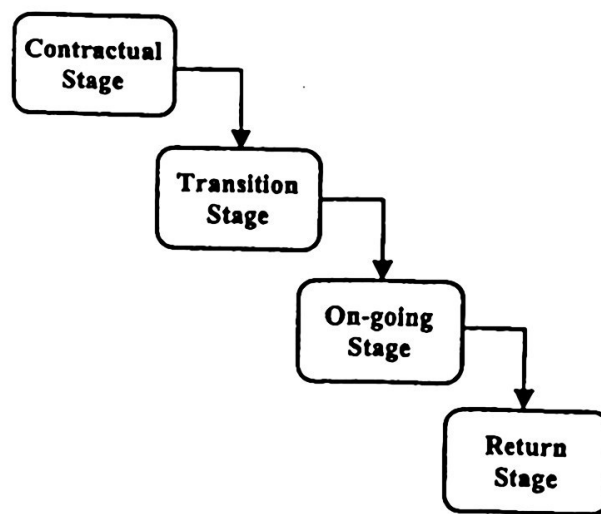 Contractual
Stage
Transition
Stage
On-going
Stage
Return
Stage